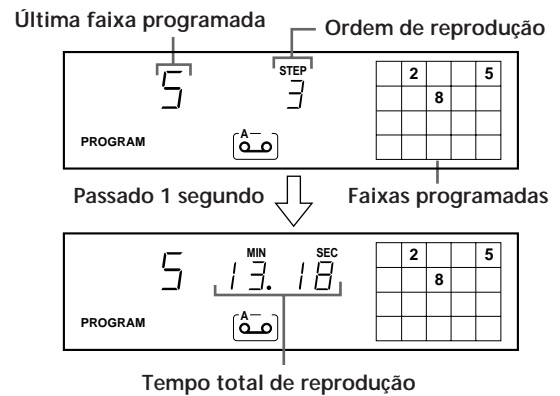 Última faixa programada
Ordem de reprodução
STEP
5 3
2 5
8
PROGRAM
A
Passado 1 segundo
Faixas programadas
MIN SEC
5 13. 18
2 5
8
PROGRAM
A
Tempo total de reprodução